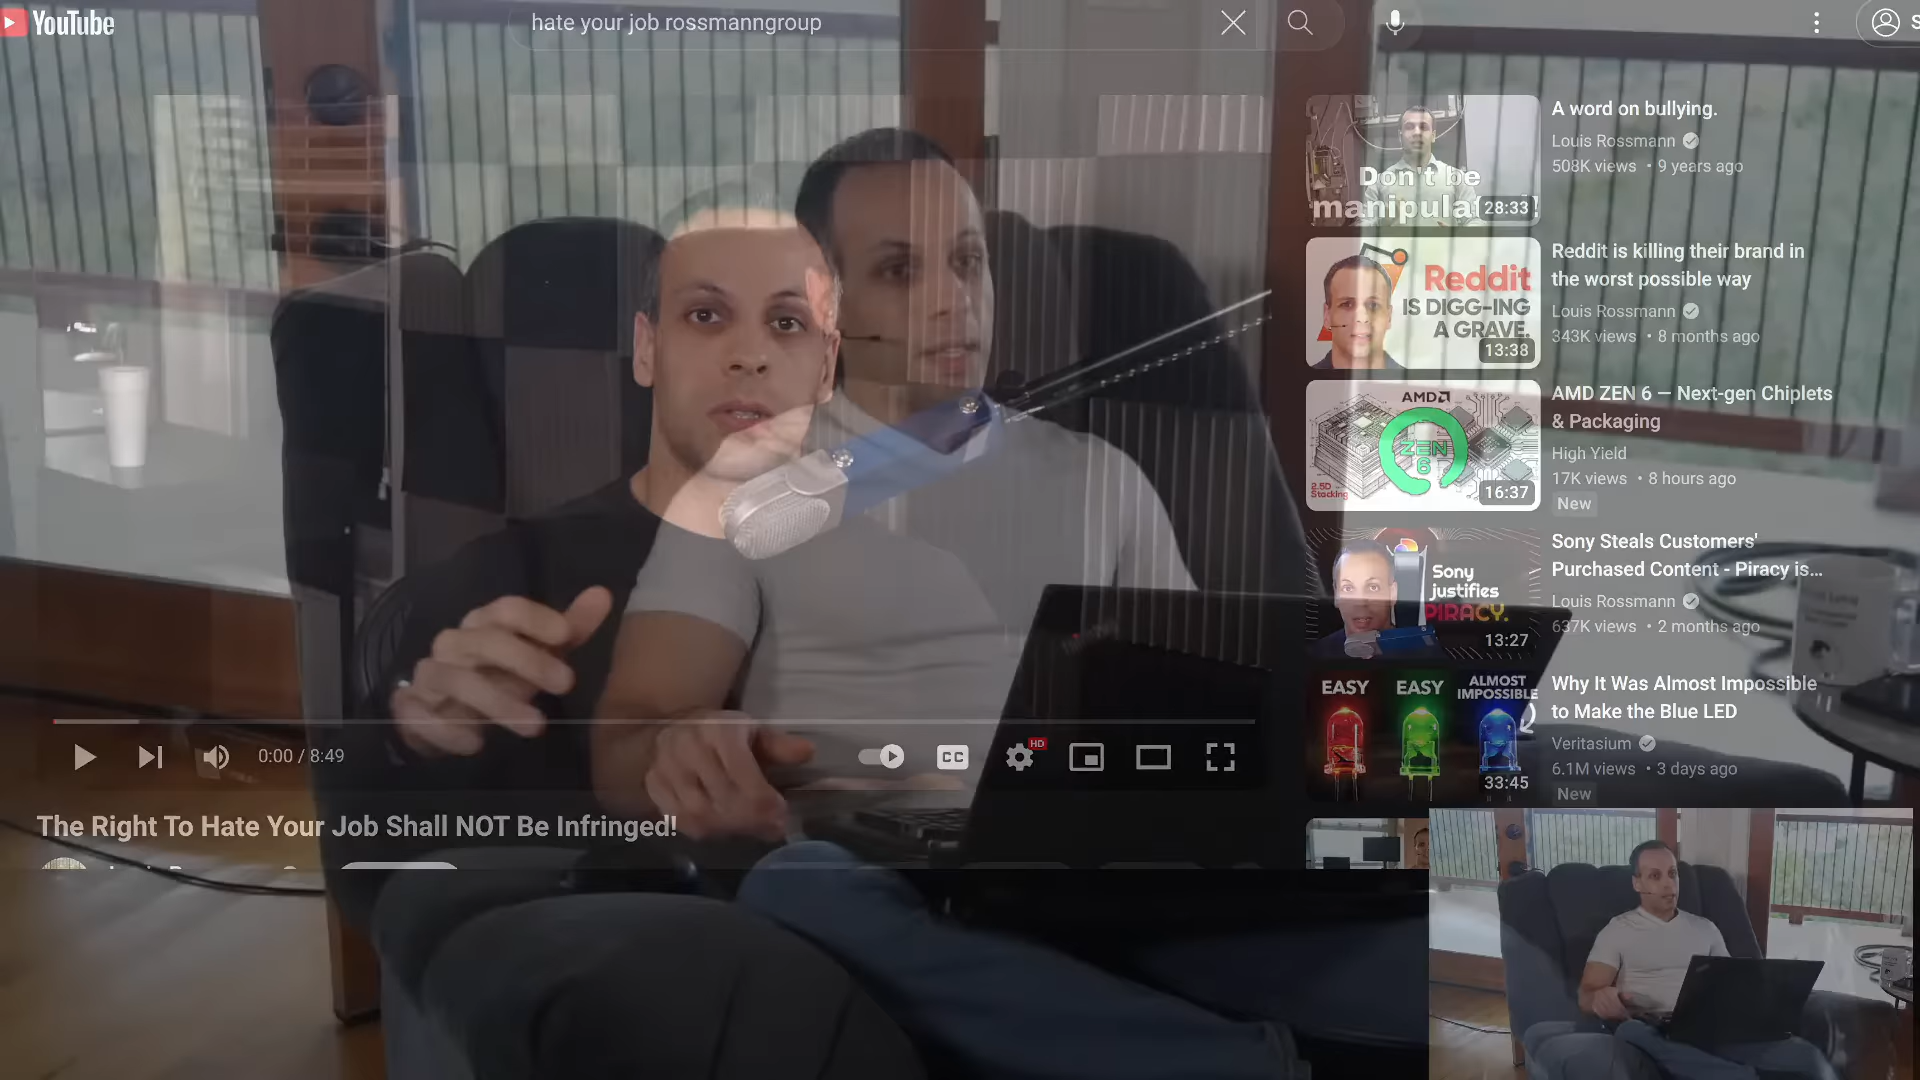 YouTube
hate your job rossmanngroup
A word on bullying.
Louis Rossmann
508K views • 9 years ago
Don't be
28:33
Reddit is killing their brand in
the worst possible way
Louis Rossmann
343K views • 8 months ago
Reddit
IS DIGG-ING
A GRAVE.
13:38
AMD ZEN 6 — Next-gen Chiplets
& Packaging
High Yield
17K views • 8 hours ago
New
AMD
ZEN
6
2.5D
Stacking
16:37
Sony Steals Customers'
Purchased Content - Piracy is...
Louis Rossmann
637K views • 2 months ago
Sony
justifies
PIRACY.
13:27
Why It Was Almost Impossible
to Make the Blue LED
Veritasium
6.1M views • 3 days ago
New
EASY EASY ALMOST
IMPOSSIBLE
33:45
0:00 / 8:49
CC
HD
The Right To Hate Your Job Shall NOT Be Infringed!